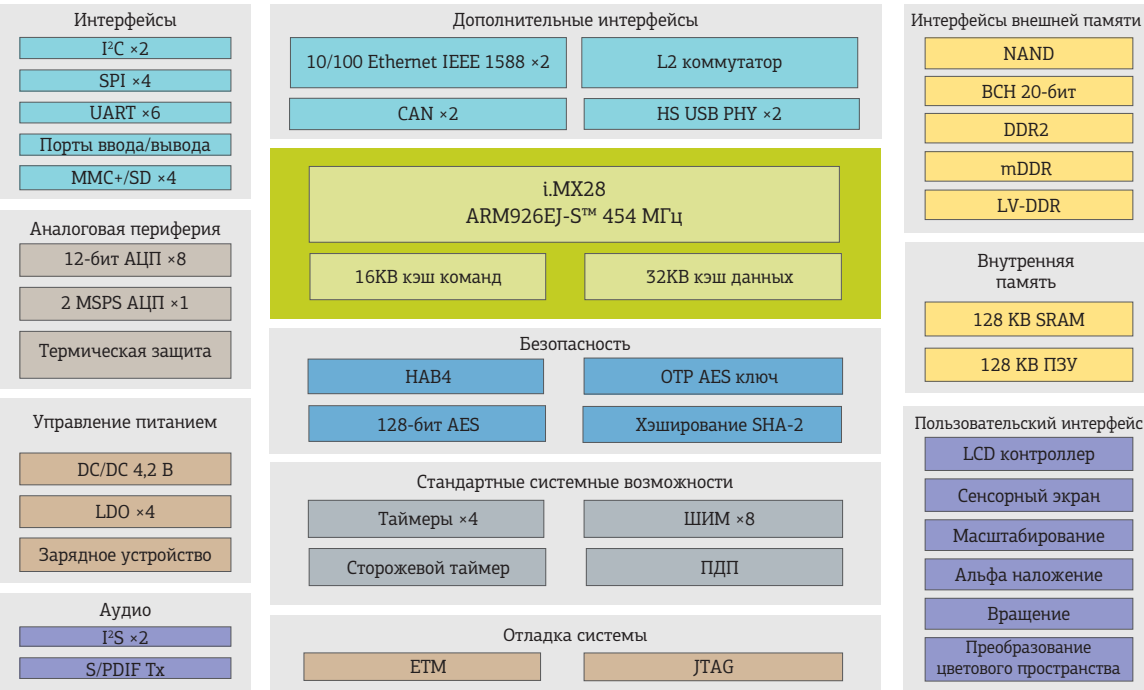 Интерфейсы
I²C ×2
SPI ×4
UART ×6
Порты ввода/вывода
MMC+/SD ×4
Аналоговая периферия
12-бит АЦП ×8
2 MSPS АЦП ×1
Термическая защита
Управление питанием
DC/DC 4,2 В
LDO ×4
Зарядное устройство
Аудио
I²S ×2
S/PDIF Tx
Дополнительные интерфейсы
10/100 Ethernet IEEE 1588 ×2
L2 коммутатор
CAN ×2
HS USB PHY ×2
i.MX28
ARM926EJ-S™ 454 МГц
16KB кэш команд
32KB кэш данных
Безопасность
HAB4
OTP AES ключ
128-бит AES
Хэширование SHA-2
Стандартные системные возможности
Таймеры ×4
ШИМ ×8
Сторожевой таймер
ПДП
Отладка системы
ETM
JTAG
Интерфейсы внешней памяти
NAND
BCH 20-бит
DDR2
mDDR
LV-DDR
Внутренняя
память
128 KB SRAM
128 KB ПЗУ
Пользовательский интерфейс
LCD контроллер
Сенсорный экран
Масштабирование
Альфа наложение
Вращение
Преобразование
цветового пространства